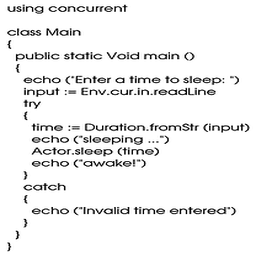 using concurrent
class Main
{
public static Void main ()
{
echo ("Enter a time to sleep: ")
input := Env.cur.in.readLine
try
{
time := Duration.fromStr (input)
echo ("sleeping ...")
Actor.sleep (time)
echo ("awake!")
}
catch
{
echo ("Invalid time entered")
}
}
}